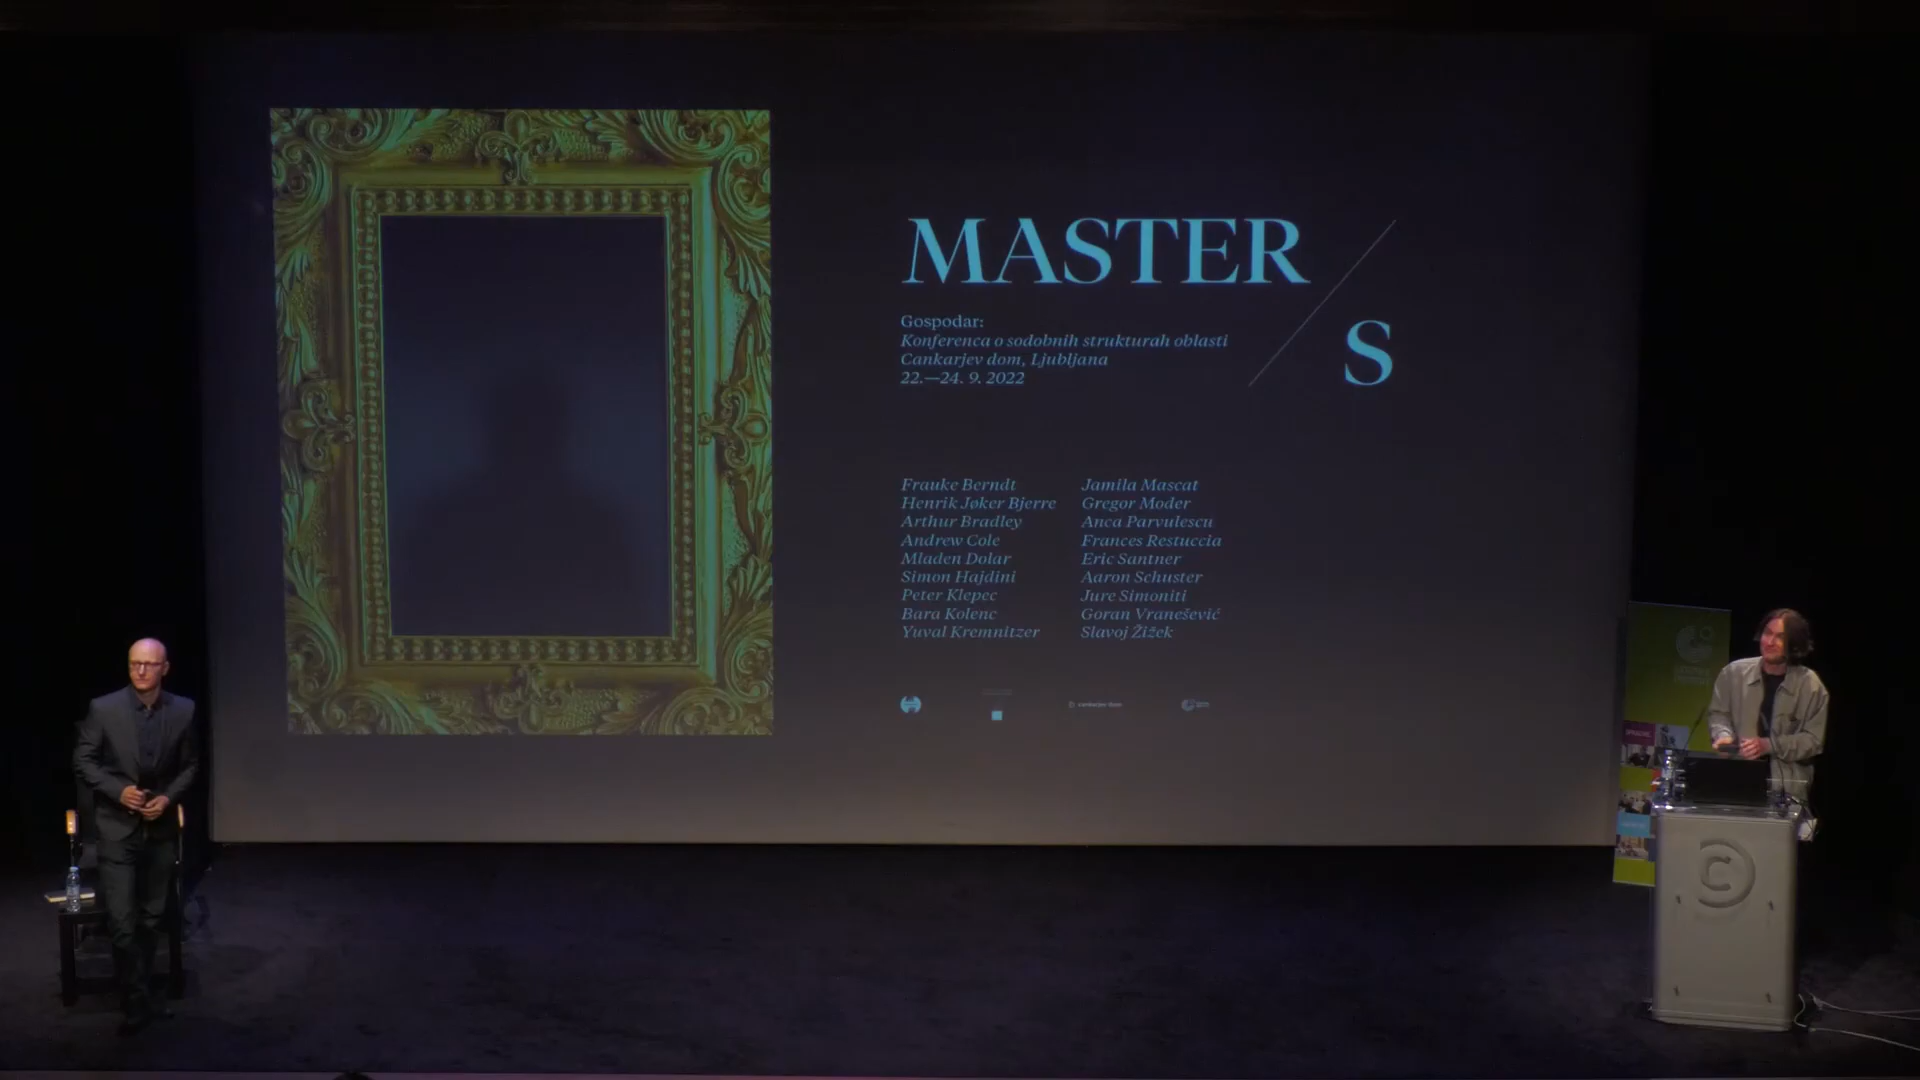 MASTER
S
Gospodar:
Konferenca o sodobnih strukturah oblasti
Cankarjev dom, Ljubljana
22.—24. 9. 2022
Frauke Berndt
Henrik Jøker Bjerre
Arthur Bradley
Andrew Cole
Mladen Dolar
Simon Hajdini
Peter Klepec
Bara Kolenc
Yuval Kremnitzer
Jamila Mascat
Gregor Moder
Anca Parvulescu
Frances Restuccia
Eric Santner
Aaron Schuster
Jure Simoniti
Goran Vranešević
Slavoj Žižek
cankarjev dom